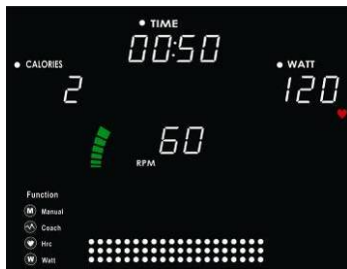 TIME
00:50
CALORIES
2
WATT
120
60
RPM
Function
M Manual
Coach
Hrc
W Watt